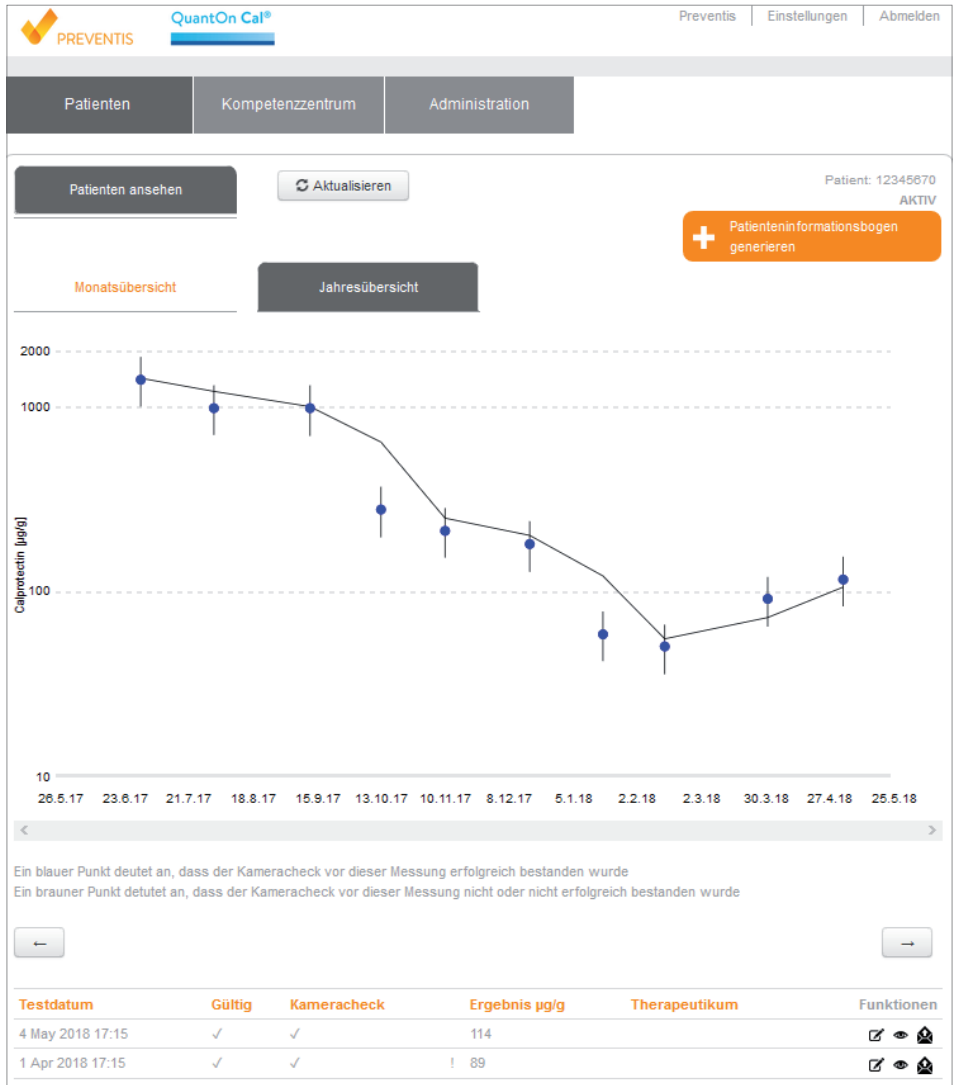 PREVENTIS
QuantOn Cal®
Preventis
Einstellungen
Abmelden
Patienten
Kompetenzzentrum
Administration
Patienten ansehen
Aktualisieren
Patient: 12345670
AKTIV
Patienteninformationsbogen
generieren
Monatsübersicht
Jahresübersicht
2000
1000
Calprotectin [µg/g]
100
10
26.5.17 23.6.17 21.7.17 18.8.17 15.9.17 13.10.17 10.11.17 8.12.17 5.1.18 2.2.18 2.3.18 30.3.18 27.4.18 25.5.18
Ein blauer Punkt deutet an, dass der Kameracheck vor dieser Messung erfolgreich bestanden wurde
Ein brauner Punkt detutet an, dass der Kameracheck vor dieser Messung nicht oder nicht erfolgreich bestanden wurde
Testdatum Gültig Kameracheck Ergebnis µg/g Therapeutikum Funktionen
4 May 2018 17:15 ✓ ✓ 114
1 Apr 2018 17:15 ✓ ✓ ! 89